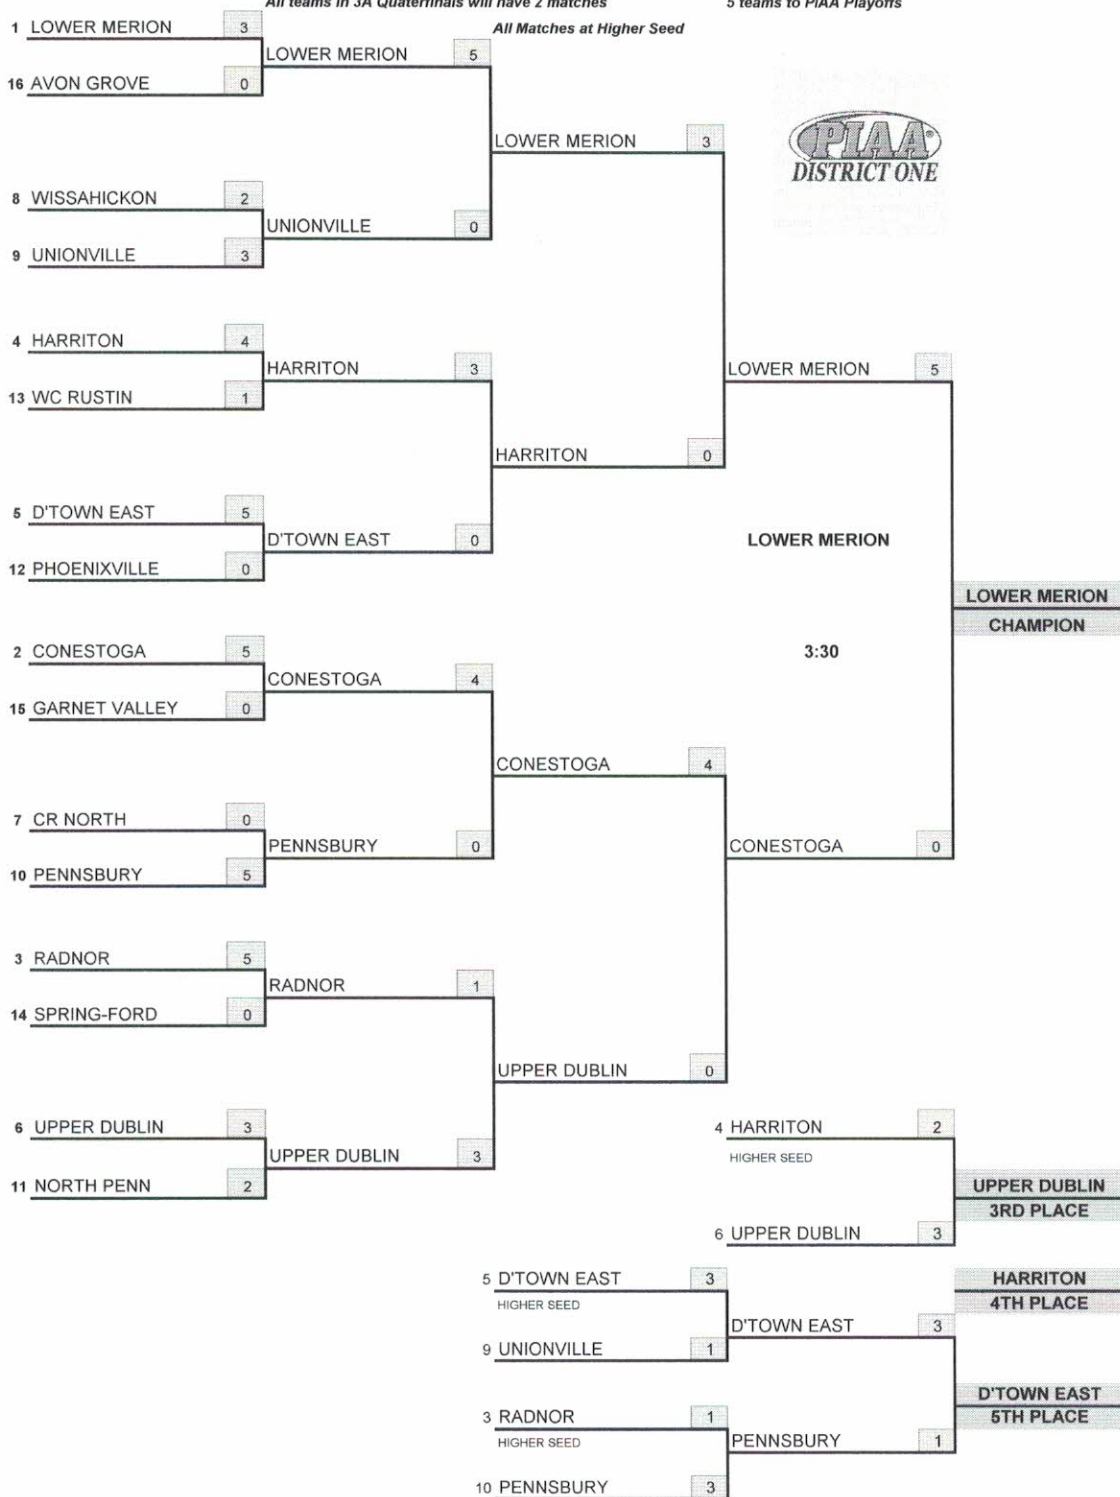 All teams in 3A Quaterfinals will have 2 matches
5 teams to PIAA Playoffs
All Matches at Higher Seed
1 LOWER MERION 3
LOWER MERION 5
16 AVON GROVE 0
LOWER MERION 3
PIAA®
DISTRICT ONE
8 WISSAHICKON 2
UNIONVILLE 0
9 UNIONVILLE 3
4 HARRITON 4
HARRITON 3
LOWER MERION 5
13 WC RUSTIN 1
HARRITON 0
5 D'TOWN EAST 5
D'TOWN EAST 0
LOWER MERION
12 PHOENIXVILLE 0
LOWER MERION
CHAMPION
2 CONESTOGA 5
3:30
CONESTOGA 4
15 GARNET VALLEY 0
CONESTOGA 4
7 CR NORTH 0
PENNSBURY 0
CONESTOGA 0
10 PENNSBURY 5
3 RADNOR 5
RADNOR 1
14 SPRING-FORD 0
UPPER DUBLIN 0
6 UPPER DUBLIN 3
4 HARRITON 2
HIGHER SEED
UPPER DUBLIN 3
11 NORTH PENN 2
UPPER DUBLIN
3RD PLACE
6 UPPER DUBLIN 3
5 D'TOWN EAST 3
HIGHER SEED
HARRITON
4TH PLACE
D'TOWN EAST 3
9 UNIONVILLE 1
D'TOWN EAST
5TH PLACE
3 RADNOR 1
HIGHER SEED
PENNSBURY 1
10 PENNSBURY 3